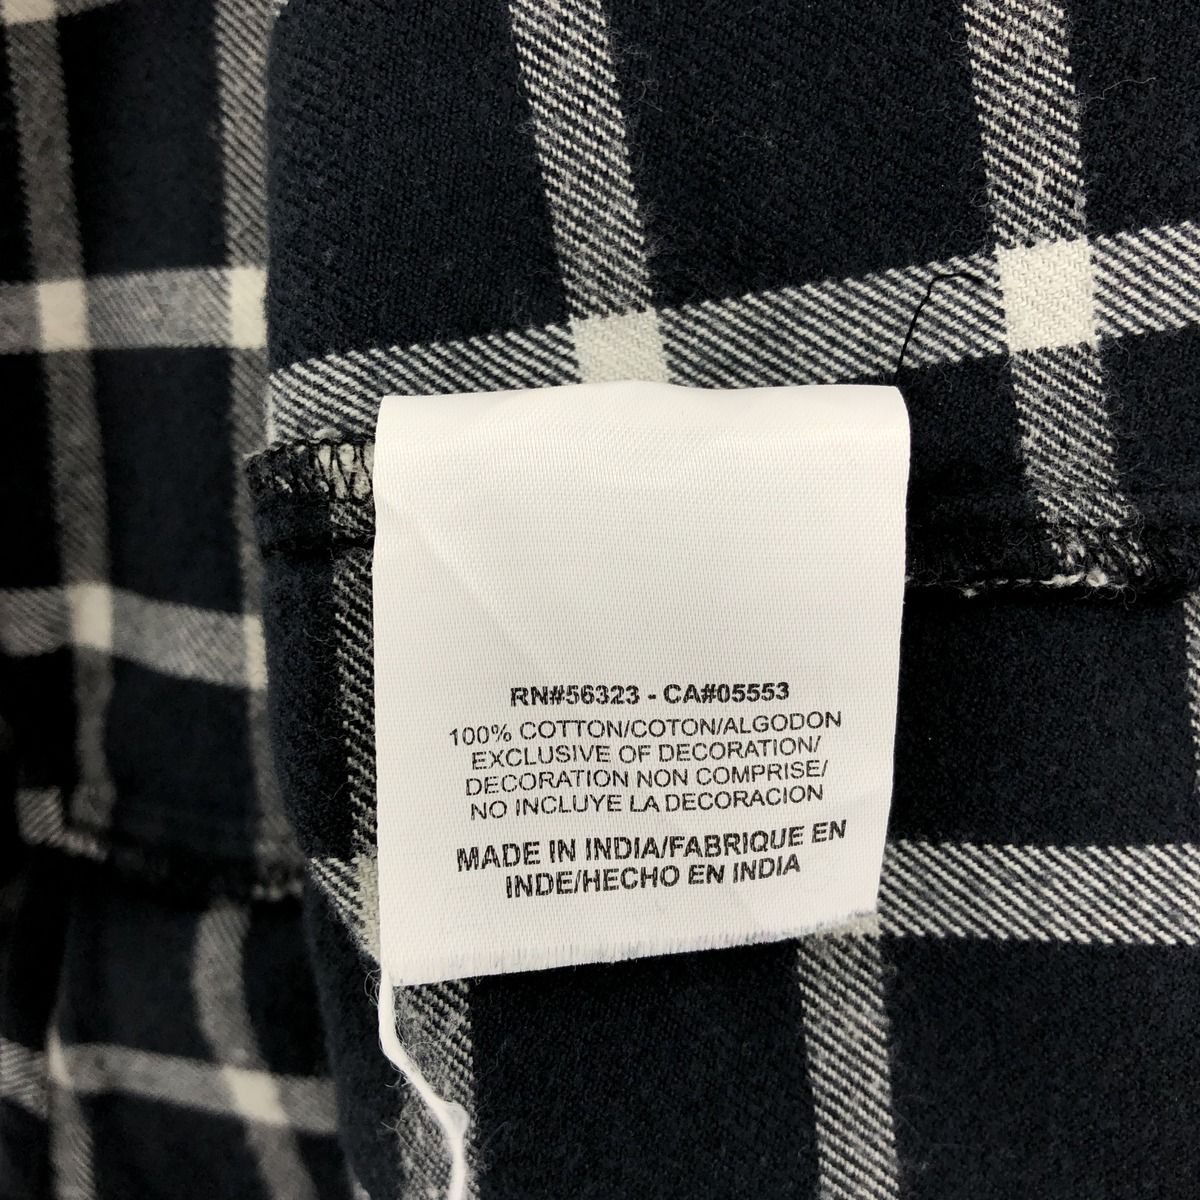 RN#56323 - CA#05553
100% COTTON/COTON/ALGODON
EXCLUSIVE OF DECORATION/
DECORATION NON COMPRISE/
NO INCLUYE LA DECORACION
MADE IN INDIA/FABRIQUE EN
INDE/HECHO EN INDIA